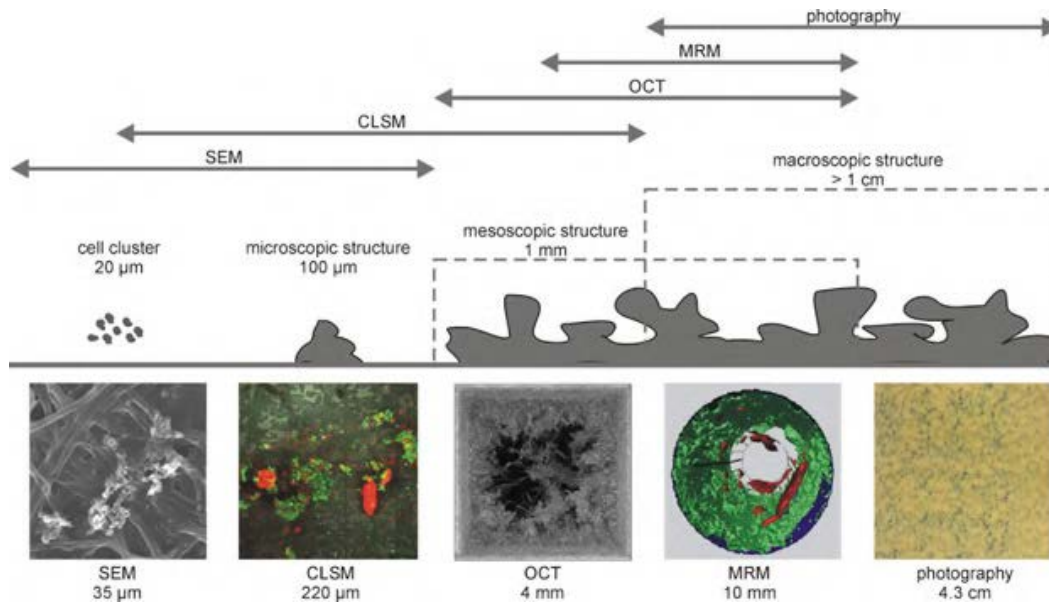 photography
MRM
OCT
CLSM
SEM
macroscopic structure
> 1 cm
mesoscopic structure
1 mm
cell cluster
20 µm
microscopic structure
100 µm
SEM
35 µm
CLSM
220 µm
OCT
4 mm
MRM
10 mm
photography
4.3 cm